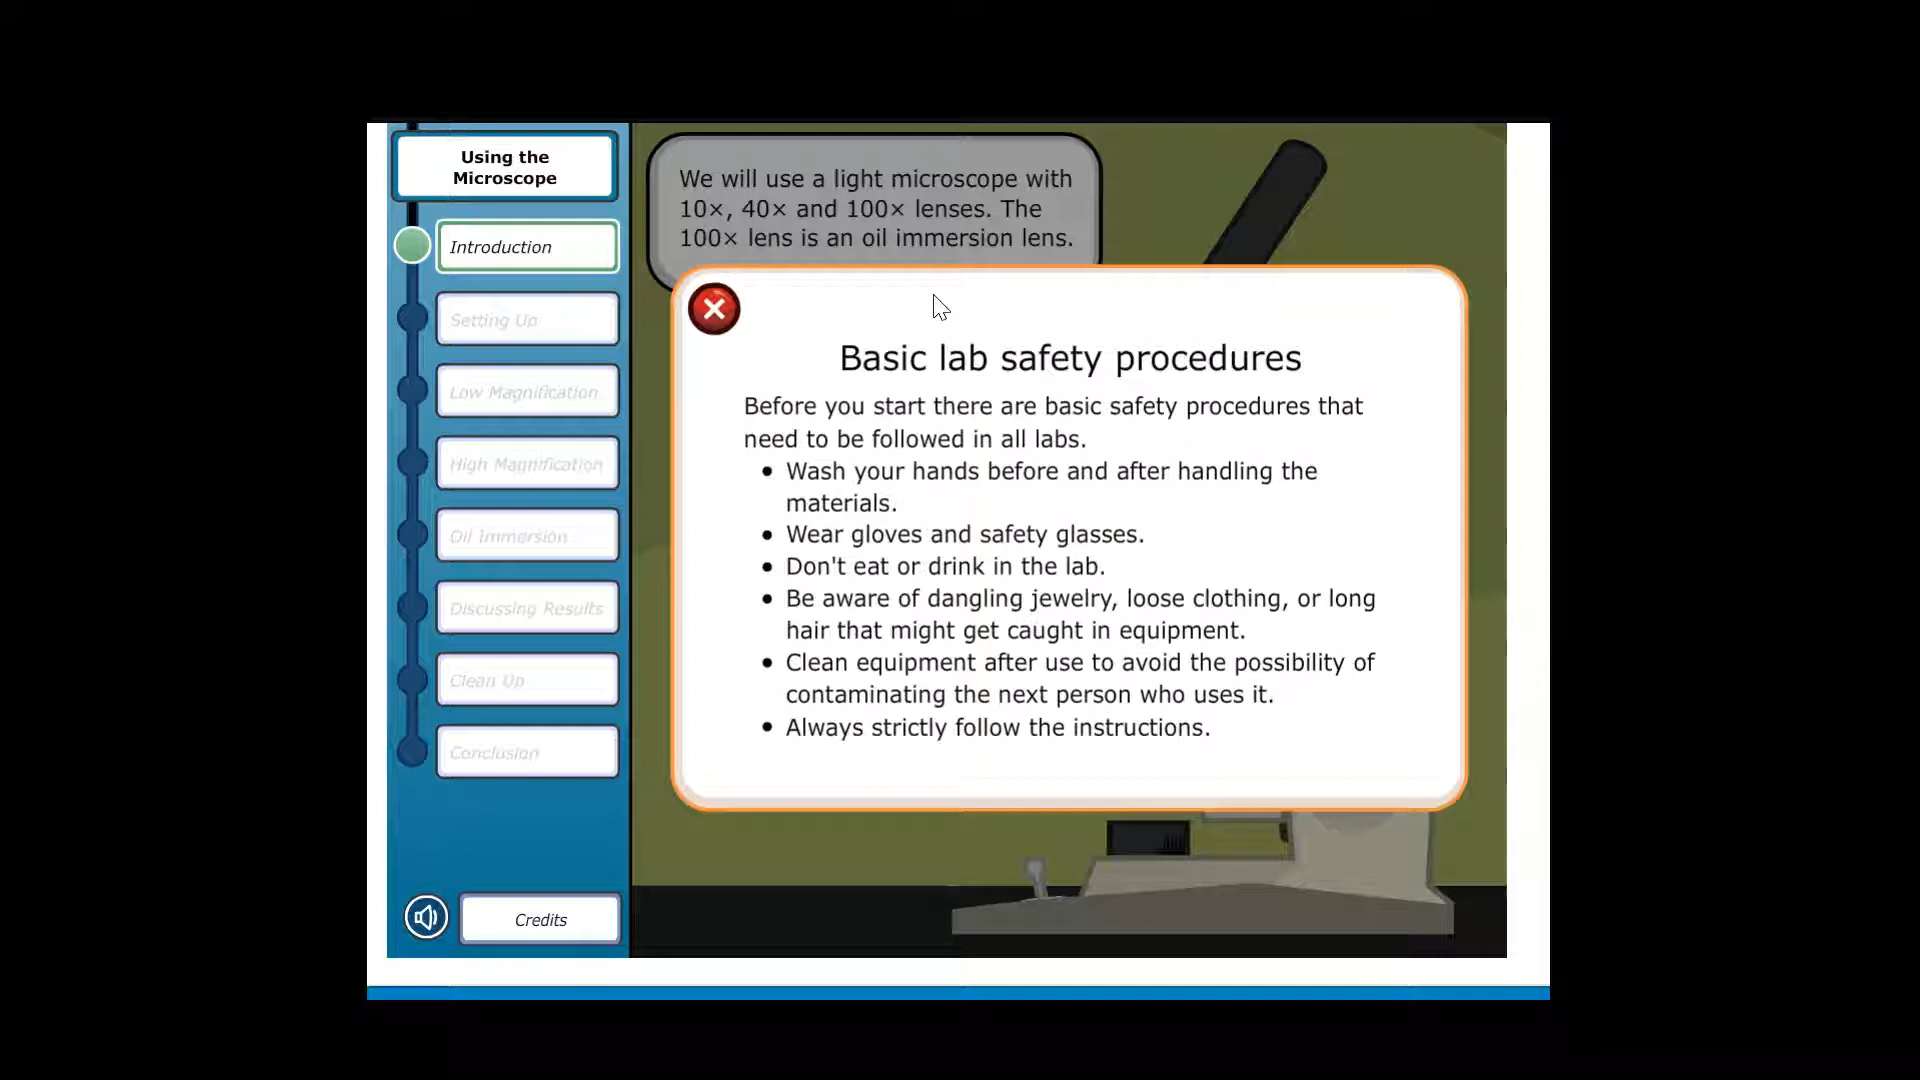 Using the
Microscope
Introduction
Setting Up
Low Magnification
High Magnification
Oil Immersion
Discussing Results
Clean Up
Conclusion
Credits
We will use a light microscope with
10×, 40× and 100× lenses. The
100× lens is an oil immersion lens.
Basic lab safety procedures
Before you start there are basic safety procedures that
need to be followed in all labs.
• Wash your hands before and after handling the
materials.
• Wear gloves and safety glasses.
• Don't eat or drink in the lab.
• Be aware of dangling jewelry, loose clothing, or long
hair that might get caught in equipment.
• Clean equipment after use to avoid the possibility of
contaminating the next person who uses it.
• Always strictly follow the instructions.